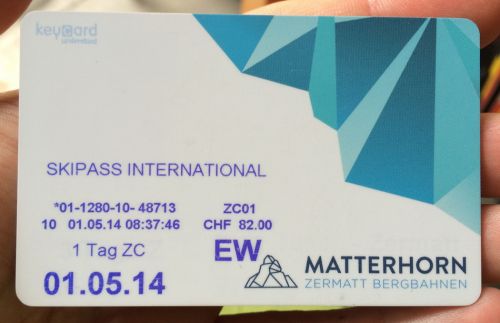 keycard
unlimited
SKIPASS INTERNATIONAL
*01-1280-10- 48713 ZC01
10 01.05.14 08:37:46 CHF 82.00
1 Tag ZC EW
01.05.14
MATTERHORN
ZERMATT BERGBAHNEN